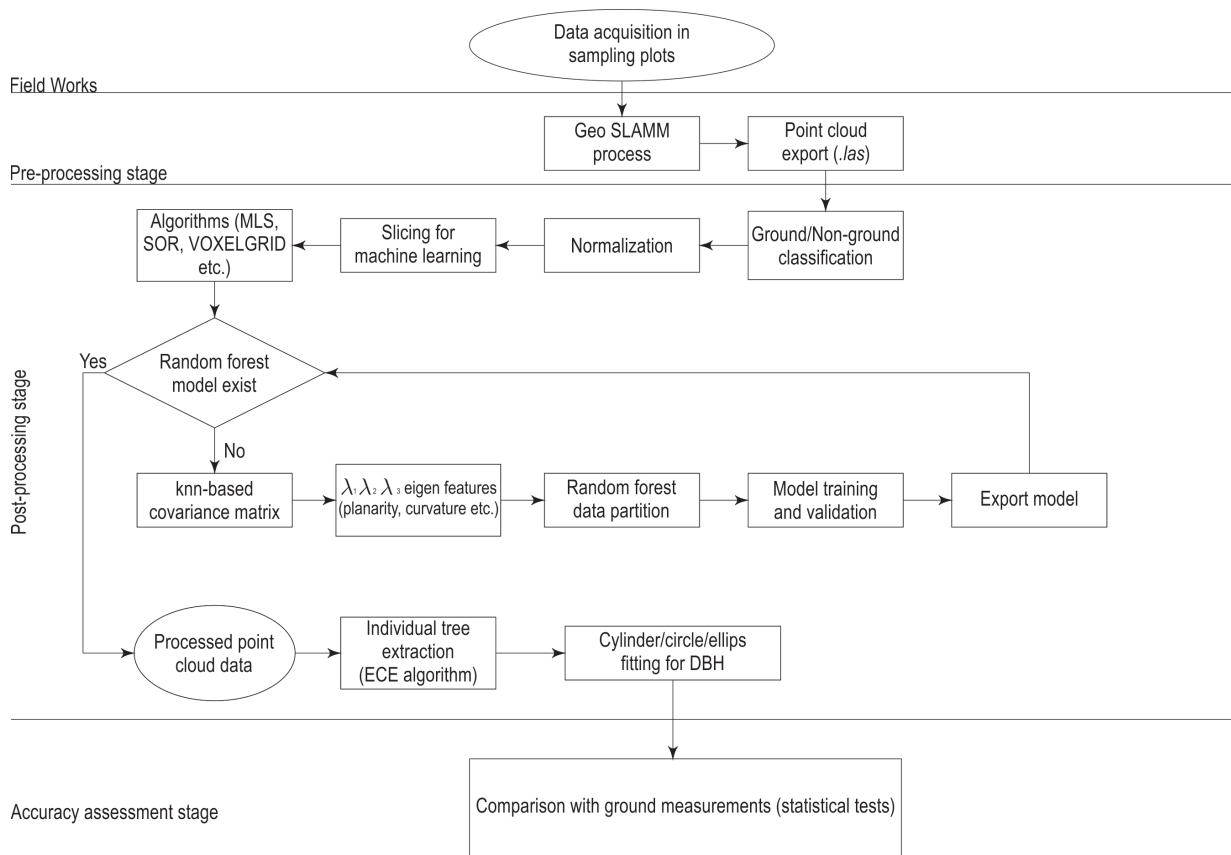 Data acquisition in
sampling plots
Field Works
Geo SLAMM
process
Point cloud
export (.las)
Pre-processing stage
Algorithms (MLS,
SOR, VOXELGRID
etc.)
Slicing for
machine learning
Normalization
Ground/Non-ground
classification
Yes
Random forest
model exist
No
Post-processing stage
knn-based
covariance matrix
λ₁ λ₂ λ₃ eigen features
(planarity, curvature etc.)
Random forest
data partition
Model training
and validation
Export model
Processed point
cloud data
Individual tree
extraction
(ECE algorithm)
Cylinder/circle/ellips
fitting for DBH
Accuracy assessment stage
Comparison with ground measurements (statistical tests)